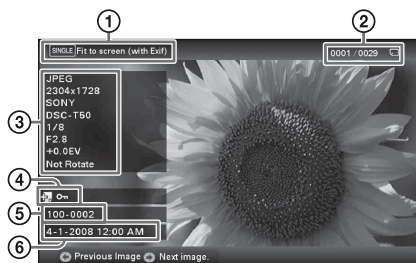 1
2
SINGLE Fit to screen (with Exif)
0001 /0029
3
JPEG
2304x1728
SONY
DSC-T50
1/8
F2.8
+0.0EV
Not Rotate
4
5
100-0002
6
4-1-2008 12:00 AM
Previous Image Next image.